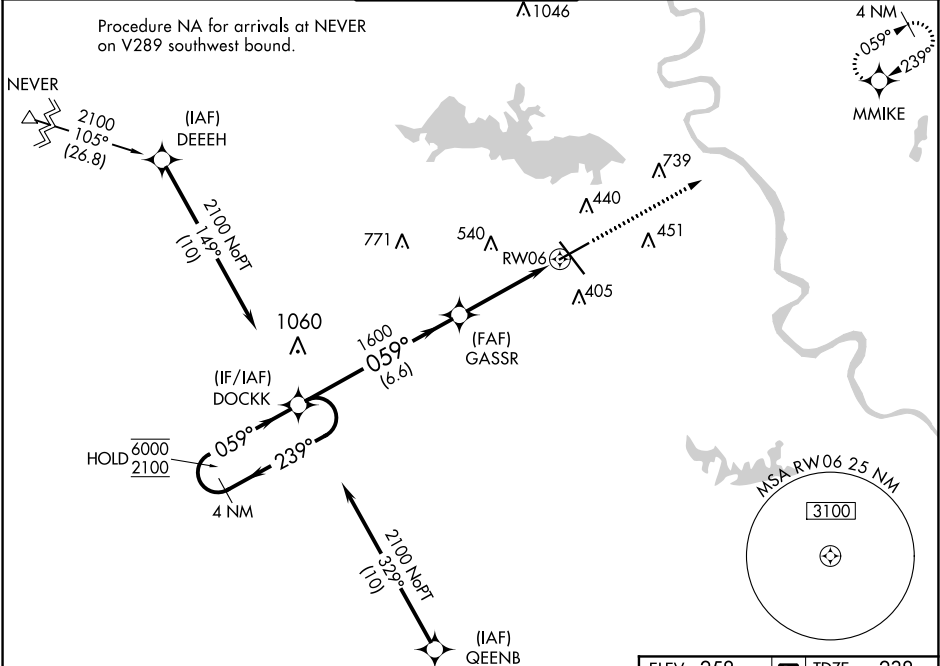 Procedure NA for arrivals at NEVER
on V289 southwest bound.
1046
4 NM
059°
239°
MMIKE
NEVER
2100
105°
(26.8)
(IAF)
DEEEH
2100 NoPT
149°
(10)
739
440
451
771
540
RW06
405
1060
1600
059°
(6.6)
(FAF)
GASSR
(IF/IAF)
DOCKK
059°
239°
HOLD
6000
2100
4 NM
MSA RW06 25 NM
3100
2100 NoPT
329°
(10)
(IAF)
QEENB